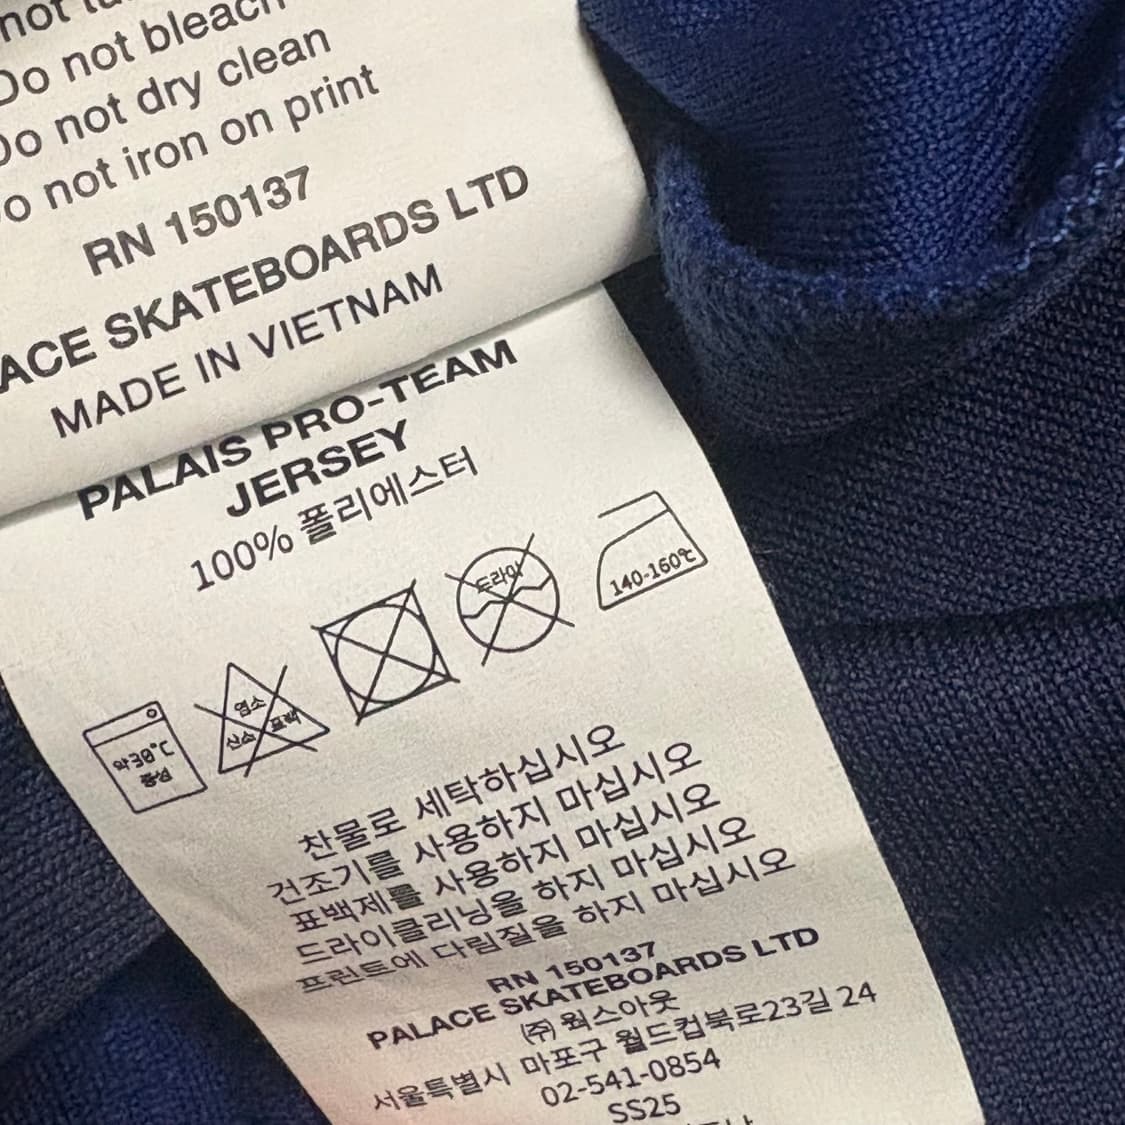 not tu
Do not bleach
Do not dry clean
Do not iron on print
RN 150137
ACE SKATEBOARDS LTD
MADE IN VIETNAM
PALAIS PRO-TEAM
JERSEY
100% 폴리에스터
약30℃
중성
염소
산소 표백
드라이
140-160℃
찬물로 세탁하십시오
건조기를 사용하지 마십시오
표백제를 사용하지 마십시오
드라이클리닝을 하지 마십시오
프린트에 다림질을 하지 마십시오
RN 150137
PALACE SKATEBOARDS LTD
㈜ 웍스아웃
서울특별시 마포구 월드컵북로23길 24
02-541-0854
SS25